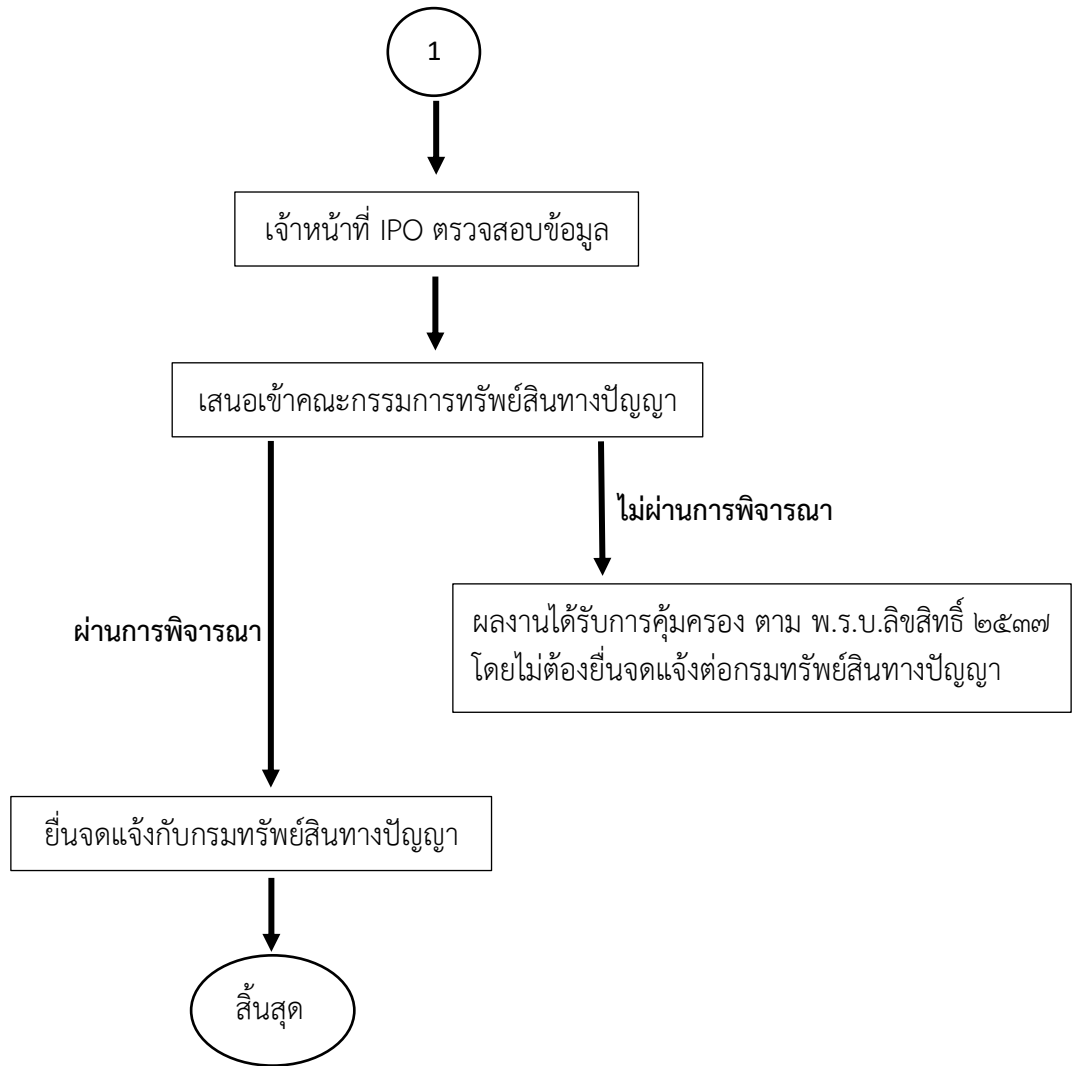 1
เจ้าหน้าที่ IPO ตรวจสอบข้อมูล
เสนอเข้าคณะกรรมการทรัพย์สินทางปัญญา
ไม่ผ่านการพิจารณา
ผลงานได้รับการคุ้มครอง ตาม พ.ร.บ.ลิขสิทธิ์ ๒๕๓๗
โดยไม่ต้องยื่นจดแจ้งต่อกรมทรัพย์สินทางปัญญา
ผ่านการพิจารณา
ยื่นจดแจ้งกับกรมทรัพย์สินทางปัญญา
สิ้นสุด